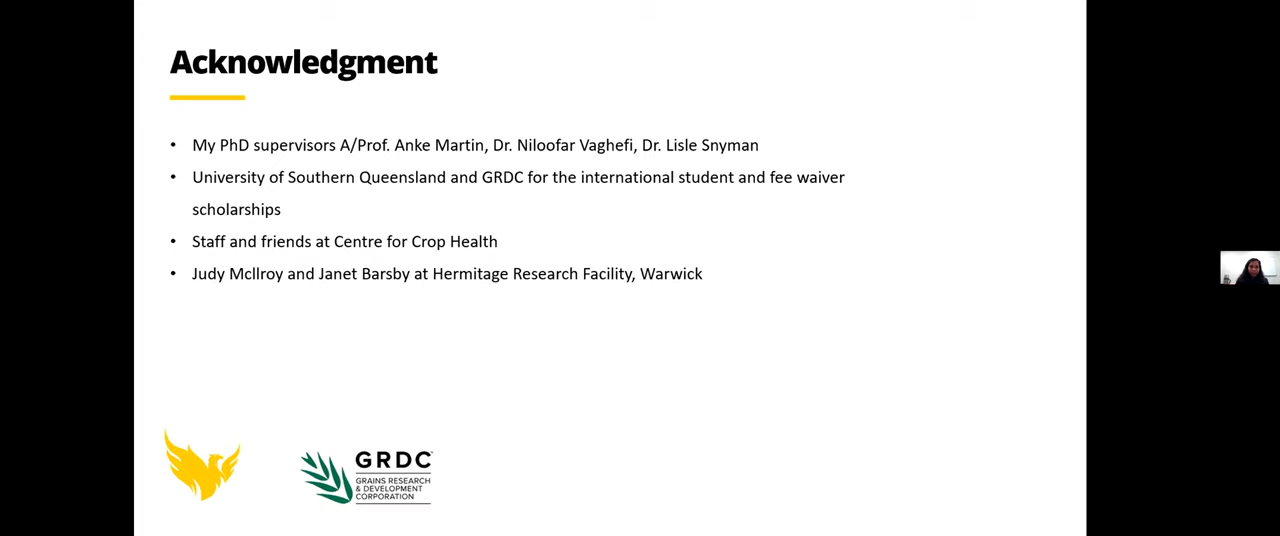 Acknowledgment
• My PhD supervisors A/Prof. Anke Martin, Dr. Niloofar Vaghefi, Dr. Lisle Snyman
• University of Southern Queensland and GRDC for the international student and fee waiver
scholarships
• Staff and friends at Centre for Crop Health
• Judy McIlroy and Janet Barsby at Hermitage Research Facility, Warwick
GRDC
GRAINS RESEARCH
& DEVELOPMENT
CORPORATION